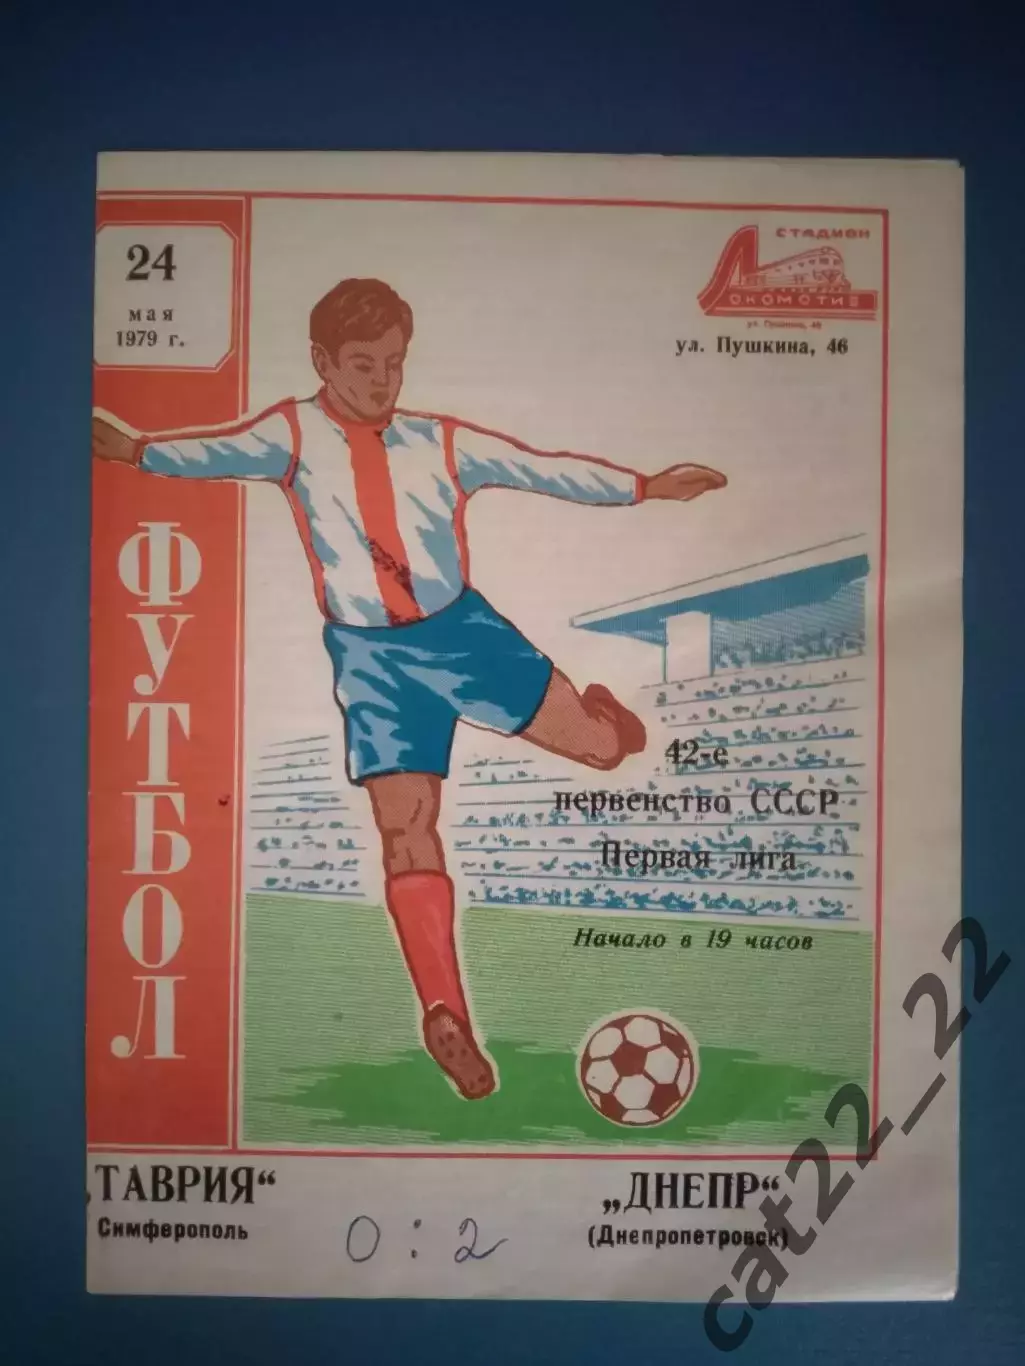 24
мая
1979 г.
СТАДИОН
ЛОКОМОТИВ
ул. Пушкина, 46
ул. Пушкина, 46
ФУТБОЛ
42-е
первенство СССР
Первая лига
Начало в 19 часов
„ТАВРИЯ“
Симферополь
0 : 2
„ДНЕПР“
(Днепропетровск)
cat22_22